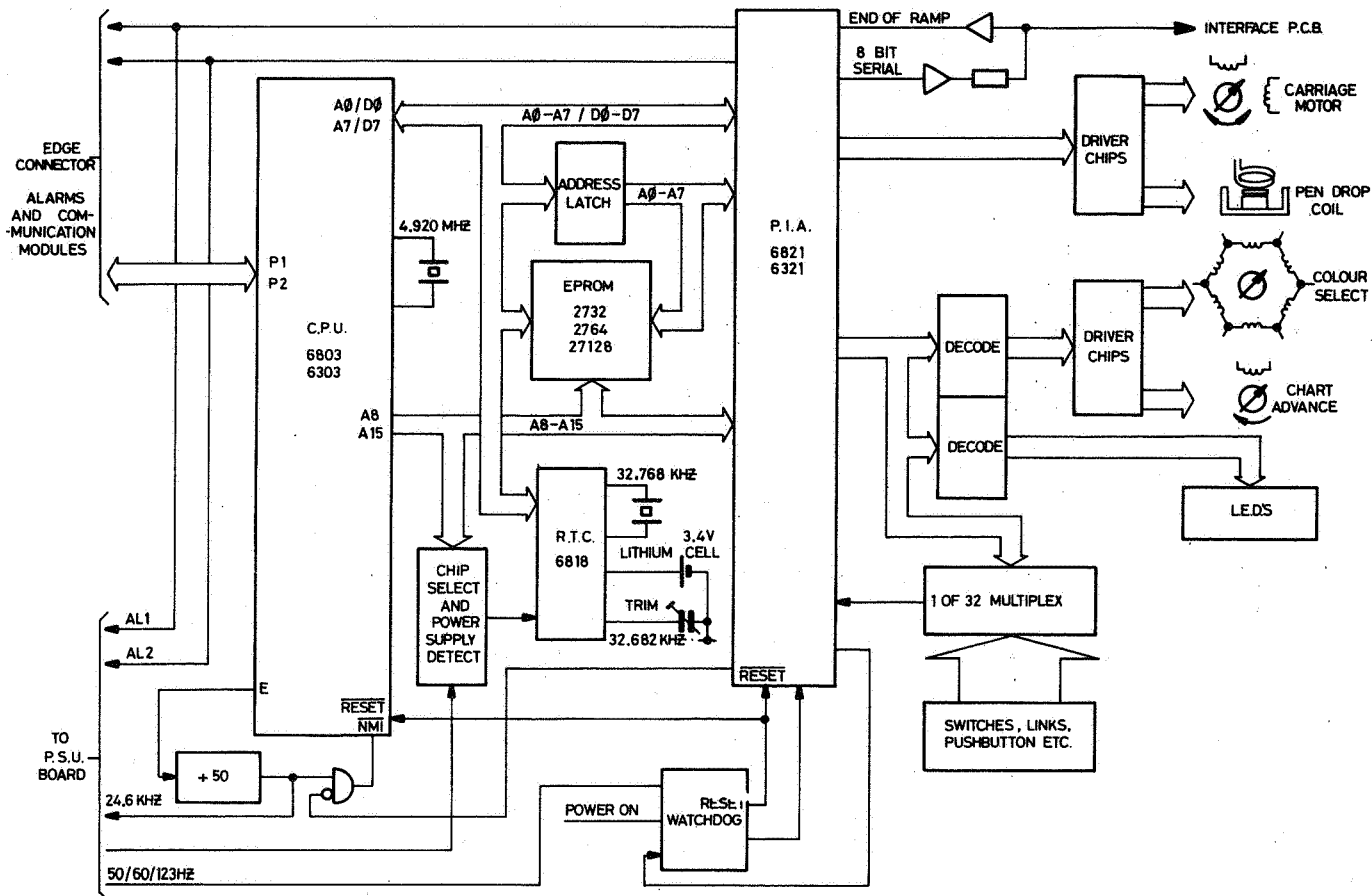 END OF RAMP
INTERFACE P.C.B.
8 BIT
SERIAL
CARRIAGE
MOTOR
AØ/DØ
A7/D7
AØ-A7 / DØ-D7
EDGE
CONNECTOR
ALARMS
AND COM-
-MUNICATION
MODULES
ADDRESS
LATCH
AØ-A7
DRIVER
CHIPS
PEN DROP
COIL
4.920 MHZ
P.I.A.
6821
6321
P1
P2
EPROM
2732
2764
27128
COLOUR
SELECT
C.P.U.
6803
6303
DECODE
DRIVER
CHIPS
A8
A15
A8-A15
CHART
ADVANCE
DECODE
32.768 KHZ
L.E.D'S
R.T.C.
6818
LITHIUM
3.4V
CELL
CHIP
SELECT
AND
POWER
SUPPLY
DETECT
TRIM
32.682 KHZ
1 OF 32 MULTIPLEX
AL1
AL2
E
RESET
NMI
RESET
SWITCHES, LINKS,
PUSHBUTTON ETC.
TO
P.S.U.
BOARD
÷ 50
24.6 KHZ
POWER ON
RESET
WATCHDOG
50/60/123HZ